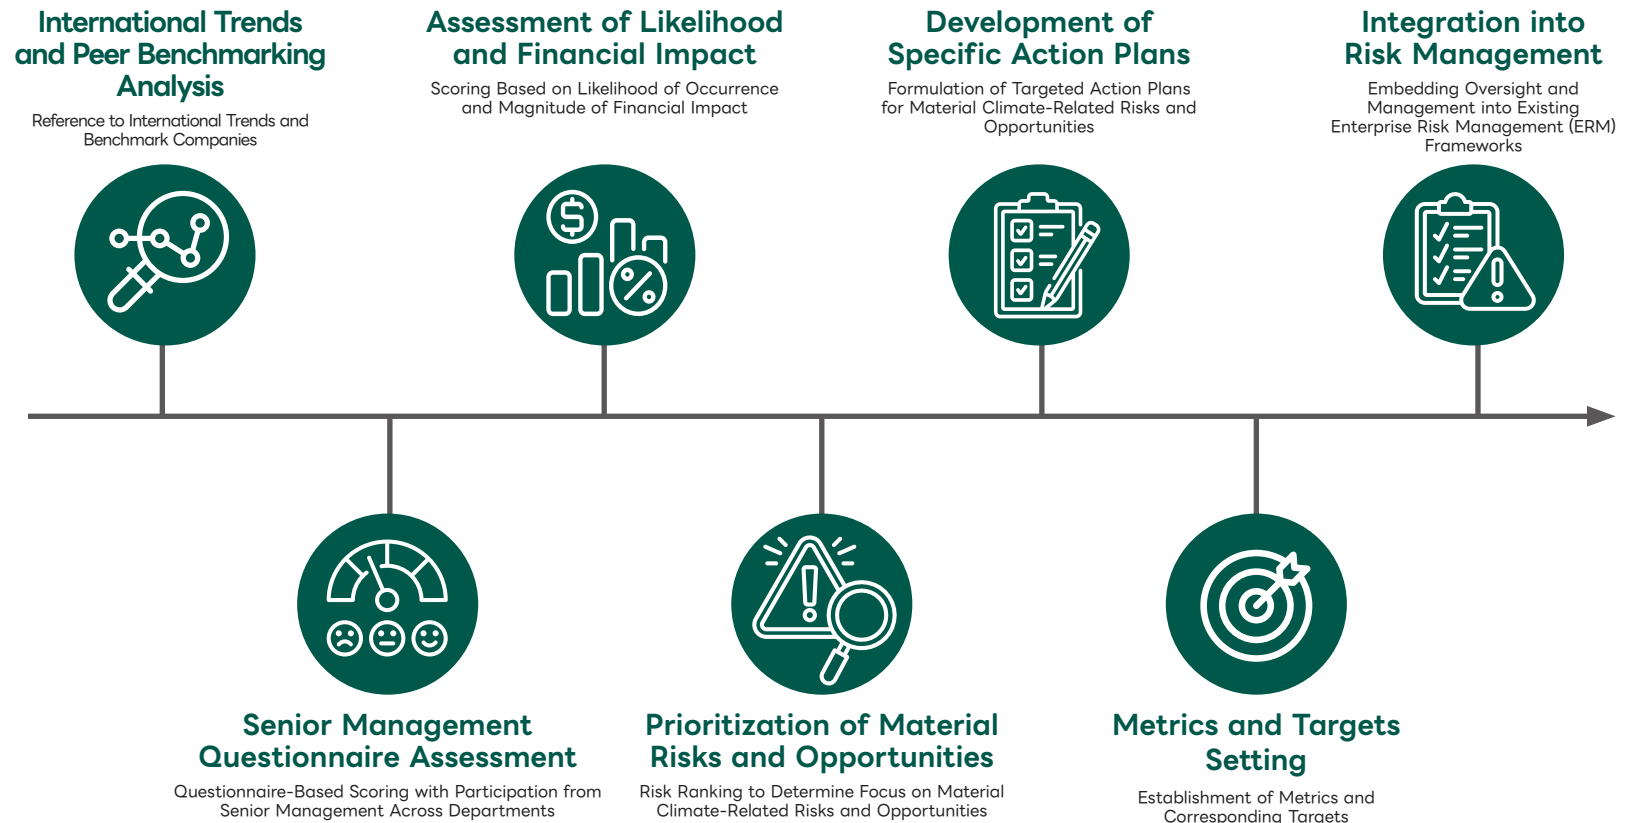 International Trends
and Peer Benchmarking
Analysis
Reference to International Trends and
Benchmark Companies
Assessment of Likelihood
and Financial Impact
Scoring Based on Likelihood of Occurrence
and Magnitude of Financial Impact
Development of
Specific Action Plans
Formulation of Targeted Action Plans
for Material Climate-Related Risks and
Opportunities
Integration into
Risk Management
Embedding Oversight and
Management into Existing
Enterprise Risk Management (ERM)
Frameworks
$
%
Senior Management
Questionnaire Assessment
Questionnaire-Based Scoring with Participation from
Senior Management Across Departments
Prioritization of Material
Risks and Opportunities
Risk Ranking to Determine Focus on Material
Climate-Related Risks and Opportunities
Metrics and Targets
Setting
Establishment of Metrics and
Corresponding Targets